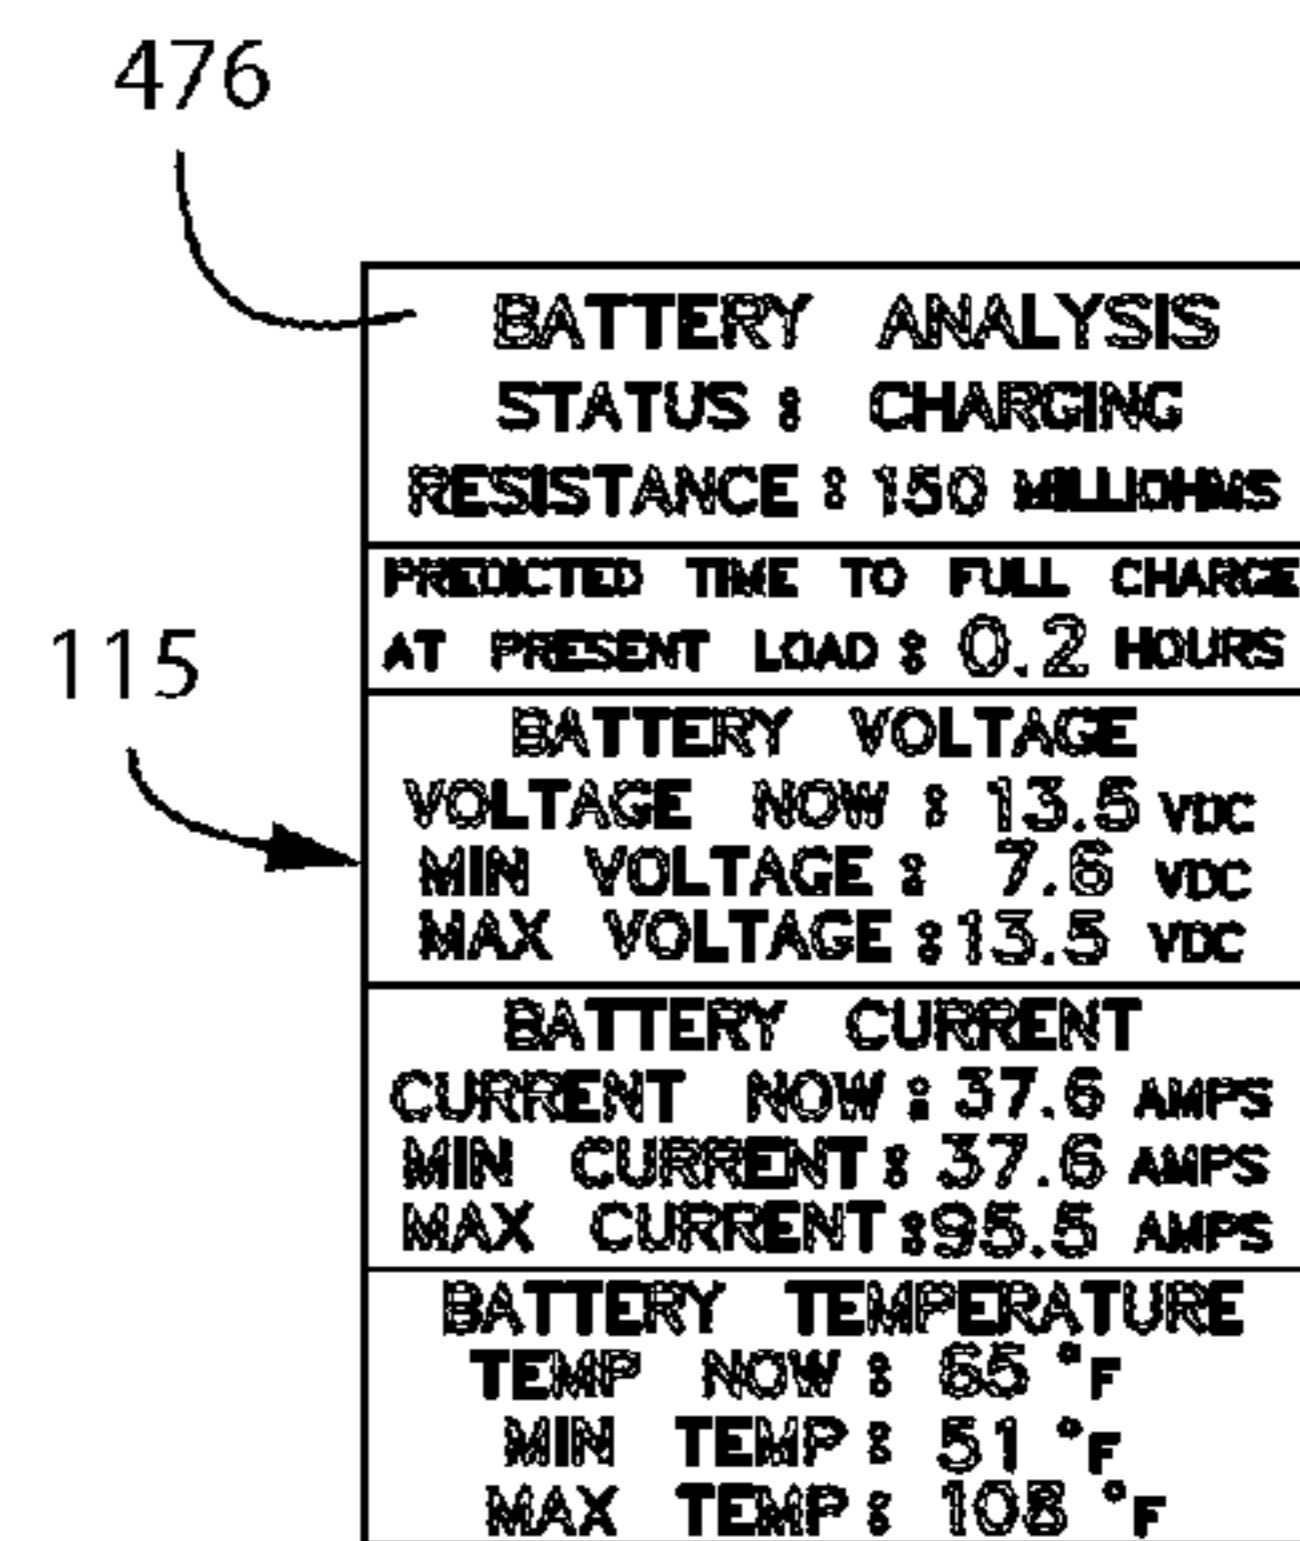 476
BATTERY ANALYSIS
STATUS : CHARGING
RESISTANCE : 150 MILLIOHMS
PREDICTED TIME TO FULL CHARGE
AT PRESENT LOAD : 0.2 HOURS
115
BATTERY VOLTAGE
VOLTAGE NOW : 13.5 VDC
MIN VOLTAGE : 7.6 VDC
MAX VOLTAGE :13.5 VDC
BATTERY CURRENT
CURRENT NOW : 37.6 AMPS
MIN CURRENT : 37.6 AMPS
MAX CURRENT :95.5 AMPS
BATTERY TEMPERATURE
TEMP NOW : 65 °F
MIN TEMP : 51 °F
MAX TEMP : 108 °F